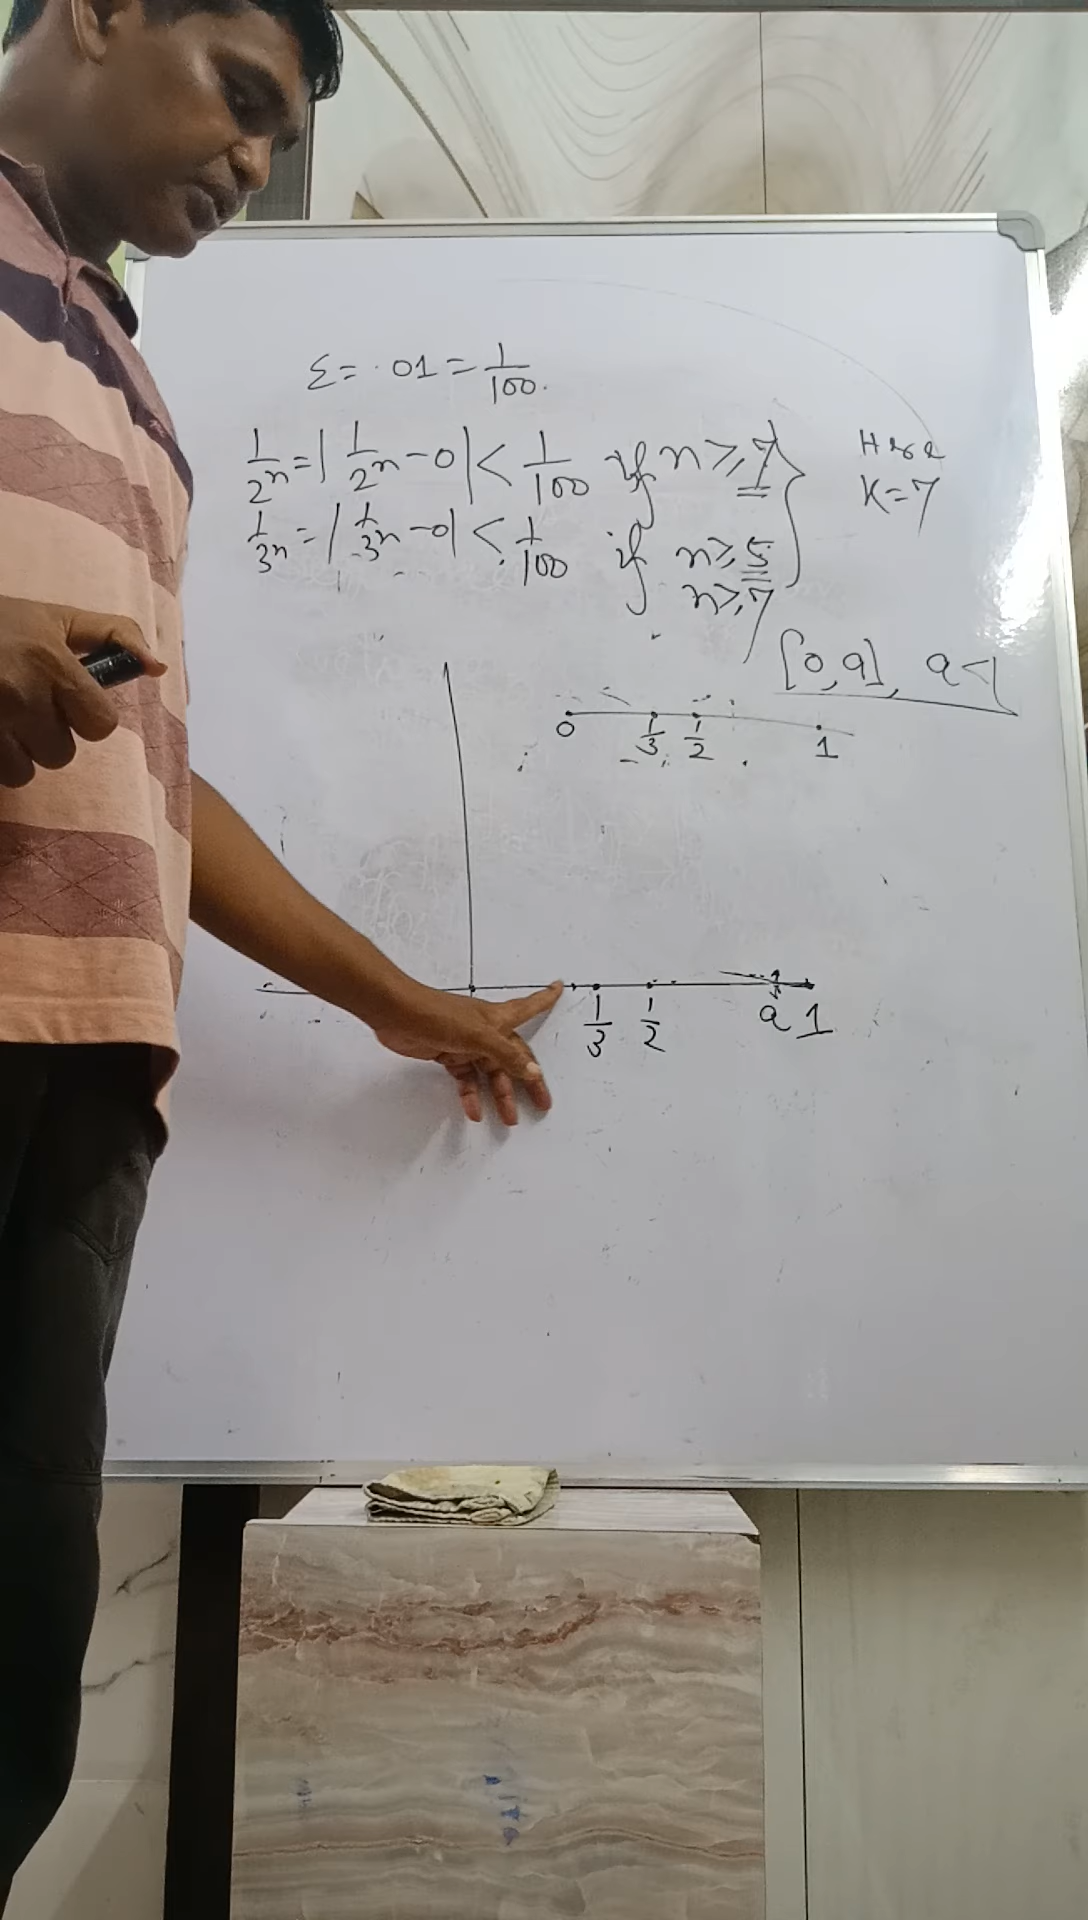 ε = .01 = 1/100.
1/2ⁿ = |1/2ⁿ - 0| < 1/100 if n ≥ 7
1/3ⁿ = |1/3ⁿ - 0| < 1/100 if n ≥ 5
n ≥ 7
Here
K = 7
[0, a], a < 1
0 1/3 1/2 1
1/3 1/2 a 1